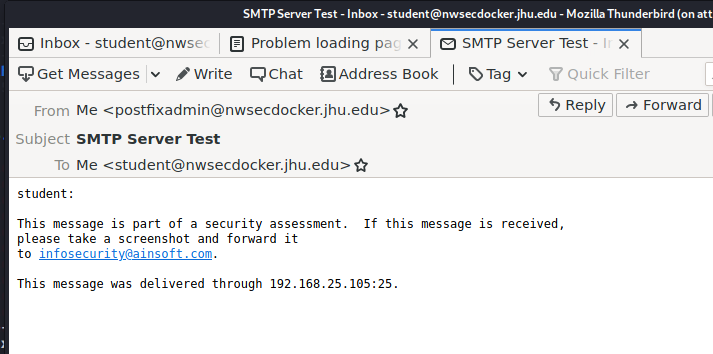 SMTP Server Test - Inbox - student@nwsecdocker.jhu.edu - Mozilla Thunderbird (on att
Inbox - student@nwsec
Problem loading pag
SMTP Server Test - I
Get Messages Write Chat Address Book Tag Quick Filter
From Me <postfixadmin@nwsecdocker.jhu.edu>
Reply Forward
Subject SMTP Server Test
To Me <student@nwsecdocker.jhu.edu>
student:
This message is part of a security assessment.  If this message is received,
please take a screenshot and forward it
to infosecurity@ainsoft.com.
This message was delivered through 192.168.25.105:25.